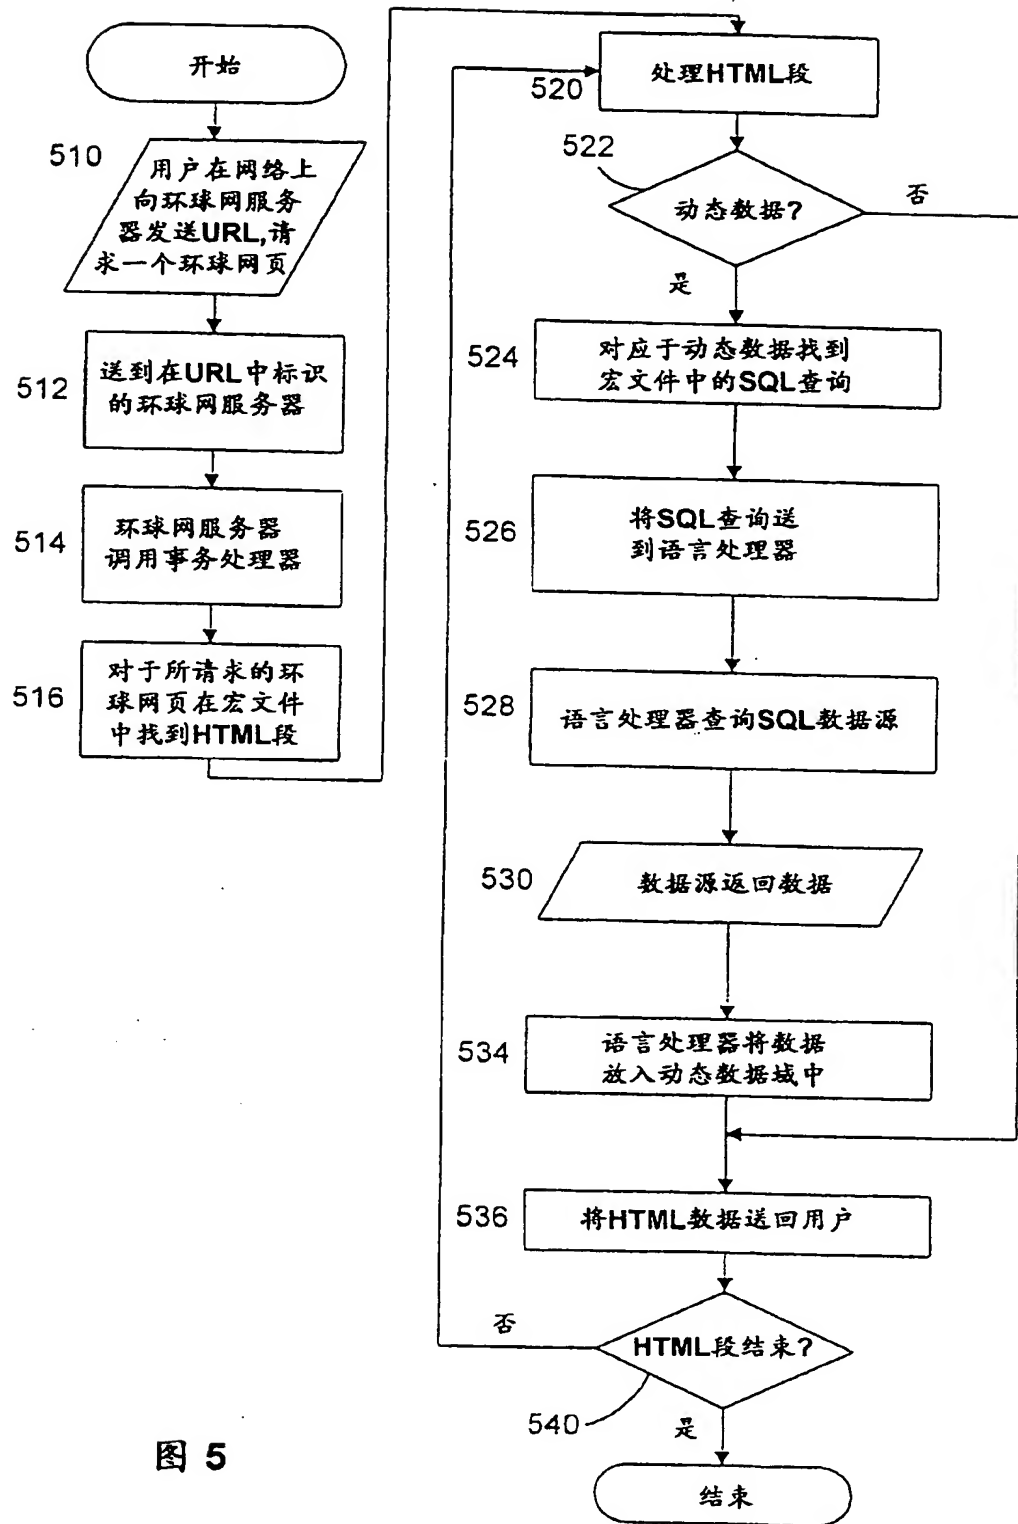 开始
510
用户在网络上
向环球网服务
器发送URL,请
求一个环球网页
512
送到在URL中标识
的环球网服务器
514
环球网服务器
调用事务处理器
516
对于所请求的环
球网页在宏文件
中找到HTML段
520
处理HTML段
522
动态数据?
否
是
524
对应于动态数据找到
宏文件中的SQL查询
526
将SQL查询送
到语言处理器
528
语言处理器查询SQL数据源
530
数据源返回数据
534
语言处理器将数据
放入动态数据域中
536
将HTML数据送回用户
否
HTML段结束?
540
是
结束
图 5